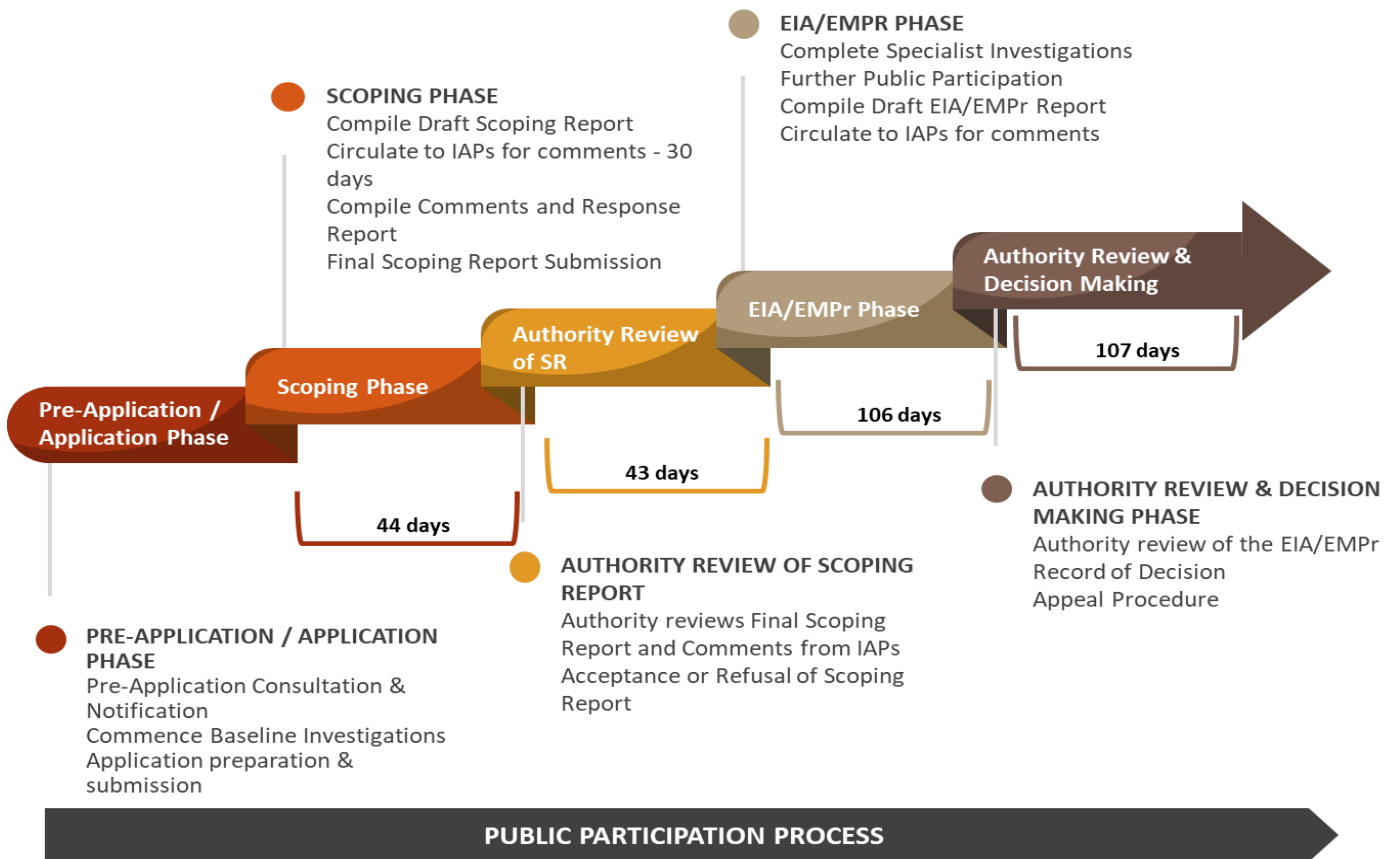 EIA/EMPR PHASE
Complete Specialist Investigations
Further Public Participation
Compile Draft EIA/EMPr Report
Circulate to IAPs for comments
SCOPING PHASE
Compile Draft Scoping Report
Circulate to IAPs for comments - 30
days
Compile Comments and Response
Report
Final Scoping Report Submission
Authority Review &
Decision Making
EIA/EMPr Phase
Authority Review
of SR
Scoping Phase
Pre-Application /
Application Phase
107 days
106 days
43 days
44 days
AUTHORITY REVIEW & DECISION
MAKING PHASE
Authority review of the EIA/EMPr
Record of Decision
Appeal Procedure
AUTHORITY REVIEW OF SCOPING
REPORT
Authority reviews Final Scoping
Report and Comments from IAPs
Acceptance or Refusal of Scoping
Report
PRE-APPLICATION / APPLICATION
PHASE
Pre-Application Consultation &
Notification
Commence Baseline Investigations
Application preparation &
submission
PUBLIC PARTICIPATION PROCESS